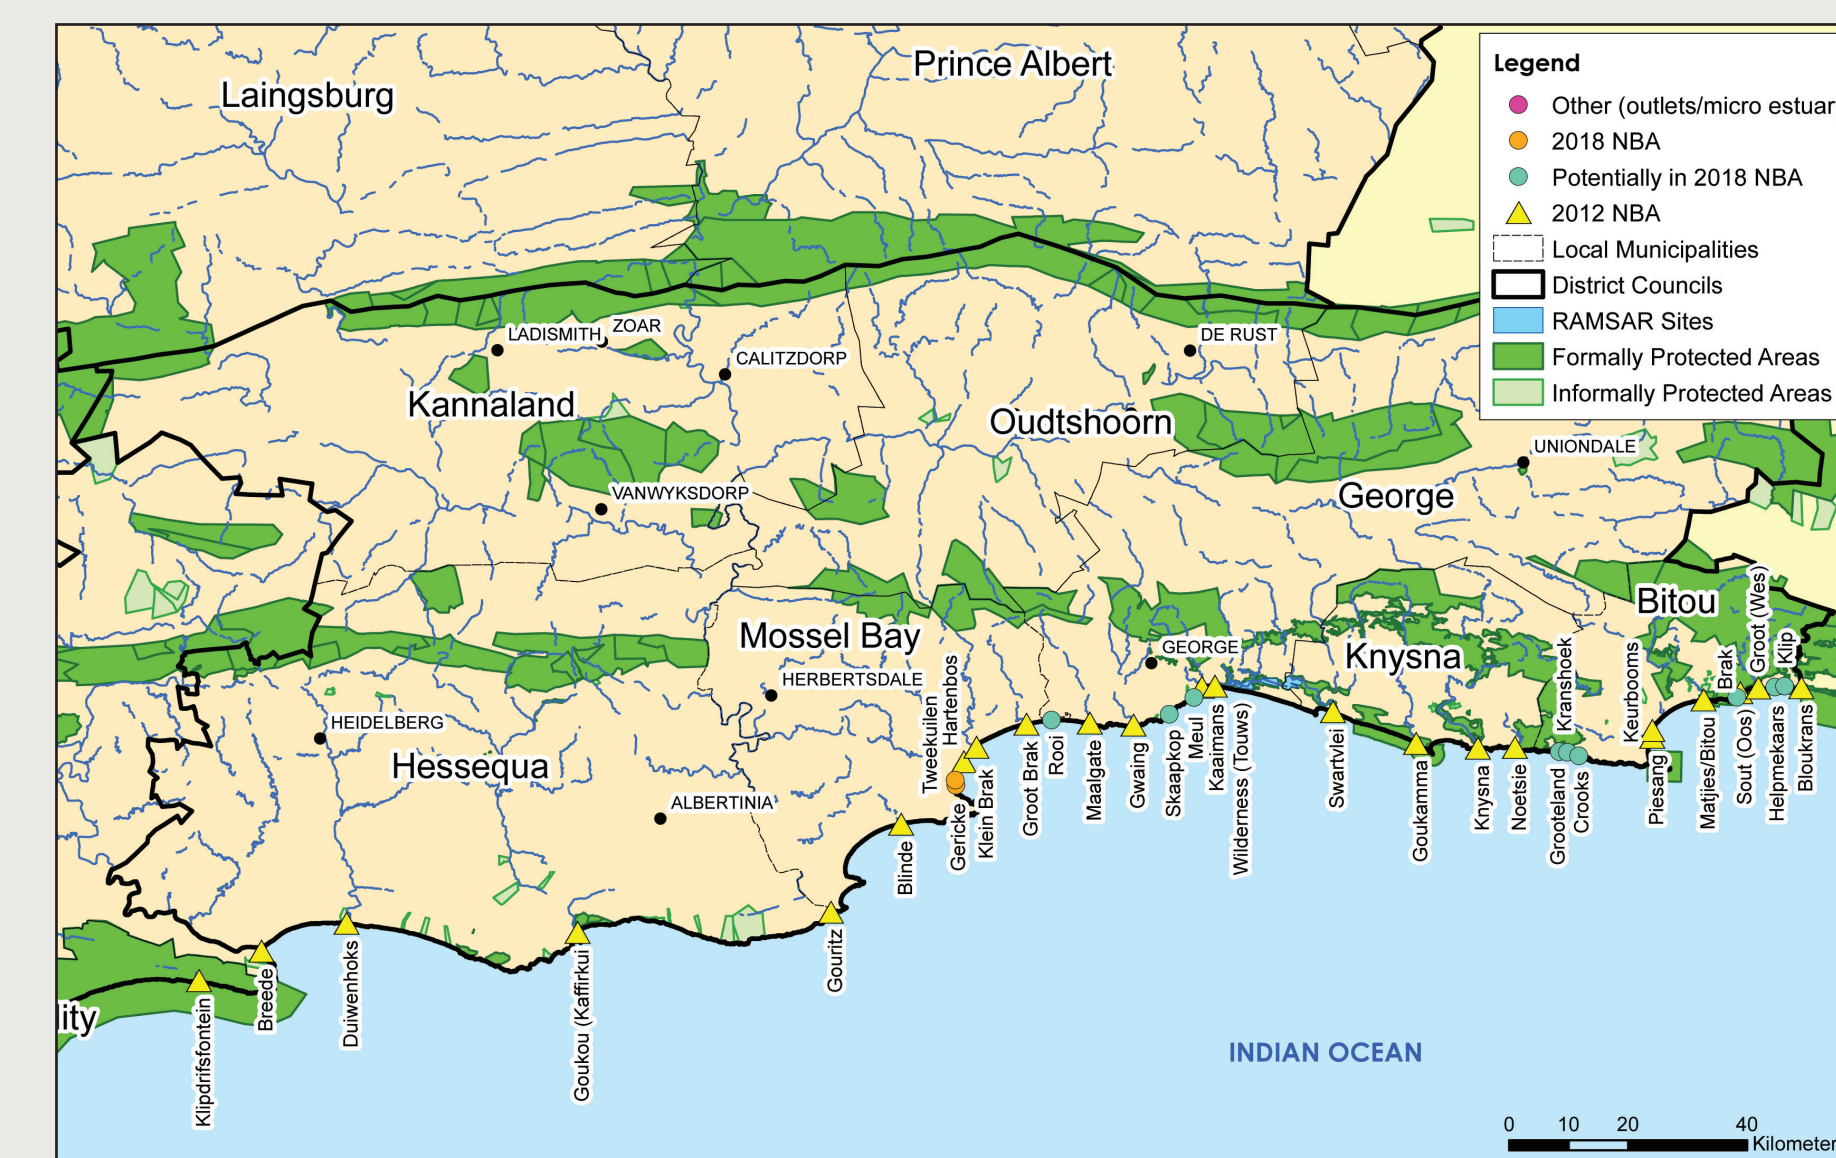 Prince Albert
Laingsburg
Legend
Other (outlets/micro estuar
2018 NBA
Potentially in 2018 NBA
2012 NBA
Local Municipalities
District Councils
RAMSAR Sites
Formally Protected Areas
Informally Protected Areas
LADISMITH
ZOAR
CALITZDORP
DE RUST
Kannaland
Oudtshoorn
UNIONDALE
VANWYKSDORP
George
Mossel Bay
HERBERTSDALE
GEORGE
Knysna
Bitou
HEIDELBERG
Hessequa
ALBERTINIA
lity
Klipdrifsfontein
Breede
Duiwenhoks
Goukou (Kaffirkui
Gouritz
Blinde
Tweekuilen
Gericke
Hartenbos
Klein Brak
Groot Brak
Rooi
Maalgate
Gwaing
Skaapkop
Meul
Kaaimans
Wilderness (Touws)
Swartvlei
Goukamma
Knysna
Noetsie
Grooteland
Kranshoek
Crooks
Keurbooms
Piesang
Matjies/Bitou
Brak
Sout (Oos)
Groot (Wes)
Helpmekaars
Klip
Bloukrans
INDIAN OCEAN
0 10 20 40
Kilometer